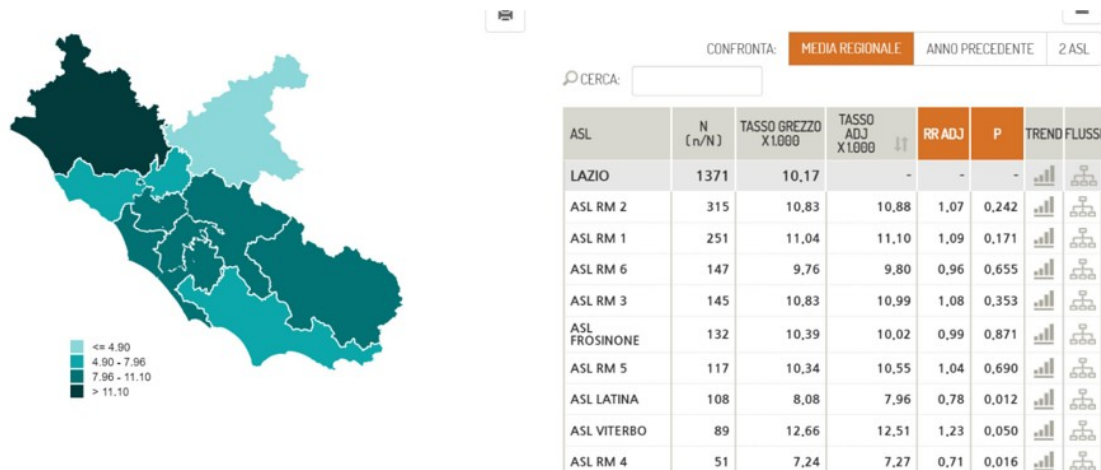 CONFRONTA: MEDIA REGIONALE ANNO PRECEDENTE 2 ASL
CERCA:
ASL N (n/N) TASSO GREZZO X1.000 TASSO ADJ X1.000 RR ADJ P TREND FLUSSI
LAZIO 1371 10,17 - - -
ASL RM 2 315 10,83 10,88 1,07 0,242
ASL RM 1 251 11,04 11,10 1,09 0,171
ASL RM 6 147 9,76 9,80 0,96 0,655
ASL RM 3 145 10,83 10,99 1,08 0,353
ASL FROSINONE 132 10,39 10,02 0,99 0,871
ASL RM 5 117 10,34 10,55 1,04 0,690
ASL LATINA 108 8,08 7,96 0,78 0,012
ASL VITERBO 89 12,66 12,51 1,23 0,050
ASL RM 4 51 7,24 7,27 0,71 0,016
<= 4.90
4.90 - 7.96
7.96 - 11.10
> 11.10